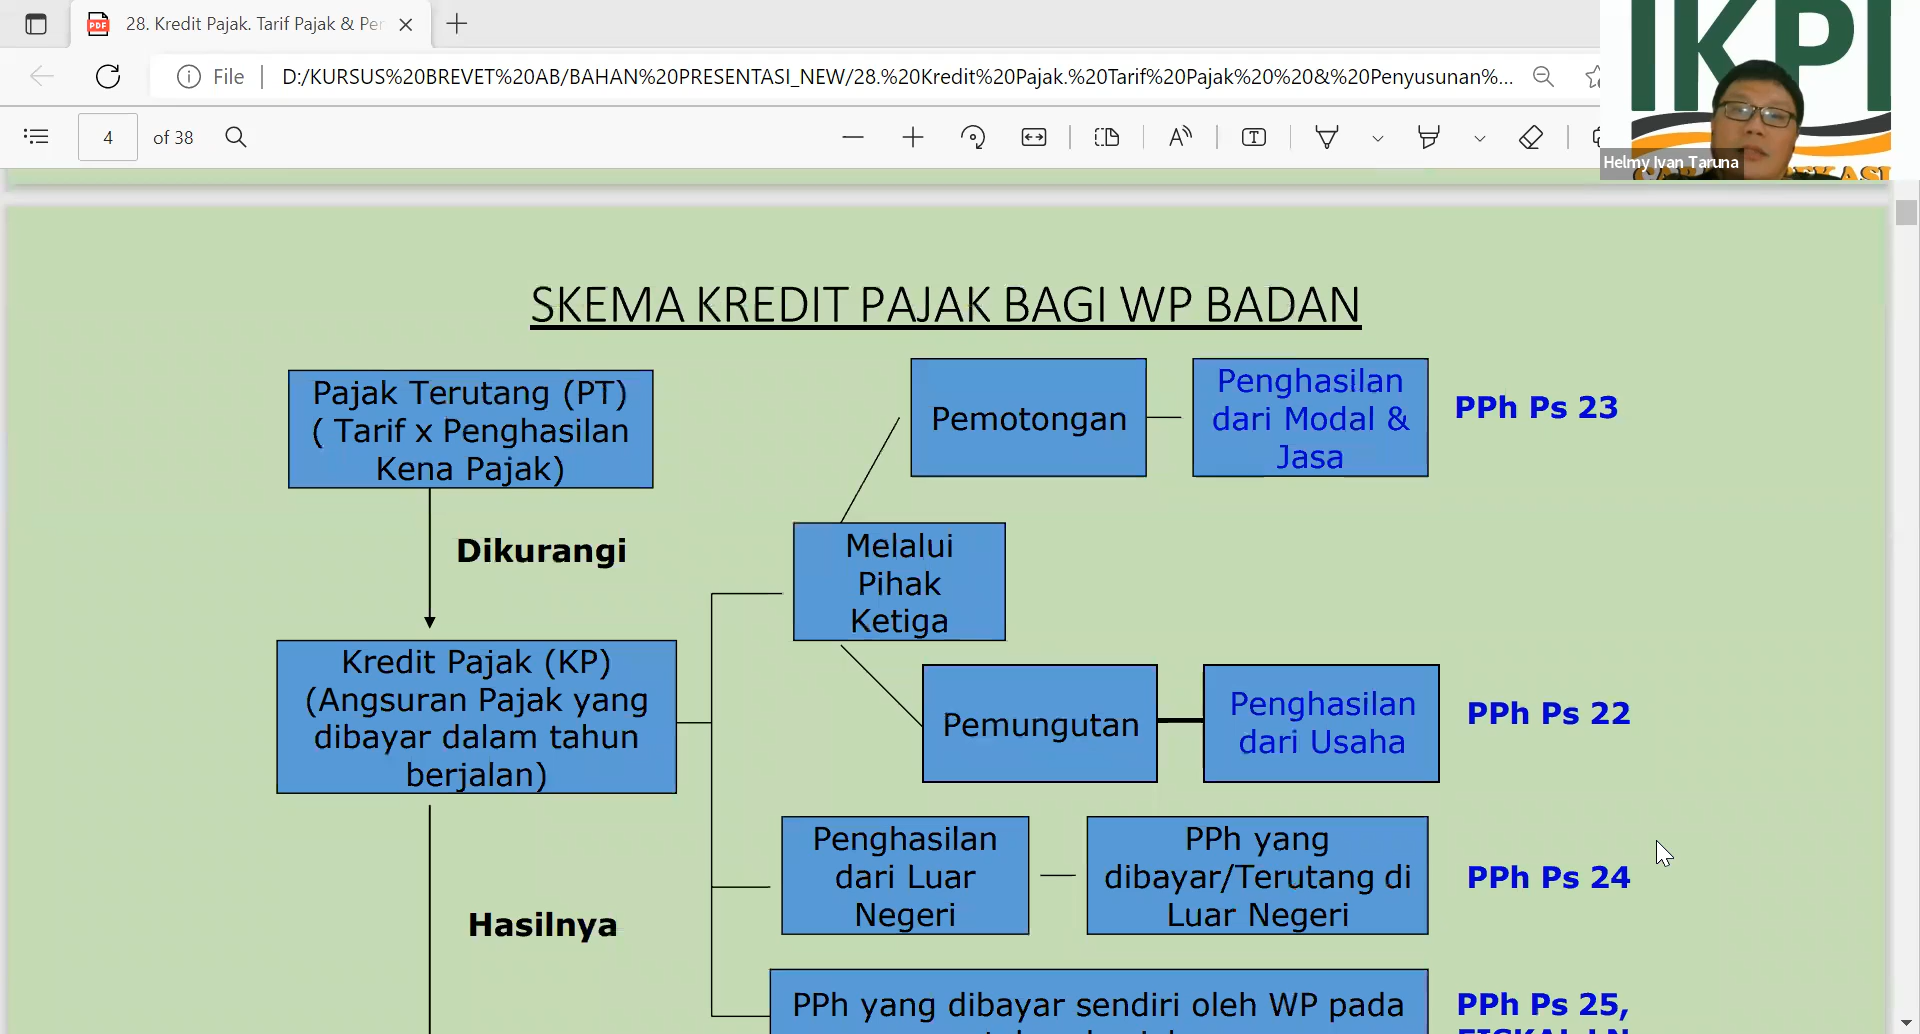 28. Kredit Pajak. Tarif Pajak & Per
File
D:/KURSUS%20BREVET%20AB/BAHAN%20PRESENTASI_NEW/28.%20Kredit%20Pajak.%20Tarif%20Pajak%20%20&%20Penyusunan%...
4 of 38
IKPI
Helmy Ivan Taruna
SKEMA KREDIT PAJAK BAGI WP BADAN
Pajak Terutang (PT)
( Tarif x Penghasilan
Kena Pajak)
Dikurangi
Kredit Pajak (KP)
(Angsuran Pajak yang
dibayar dalam tahun
berjalan)
Hasilnya
Melalui
Pihak
Ketiga
Pemotongan
Penghasilan
dari Modal &
Jasa
PPh Ps 23
Pemungutan
Penghasilan
dari Usaha
PPh Ps 22
Penghasilan
dari Luar
Negeri
PPh yang
dibayar/Terutang di
Luar Negeri
PPh Ps 24
PPh yang dibayar sendiri oleh WP pada
PPh Ps 25,